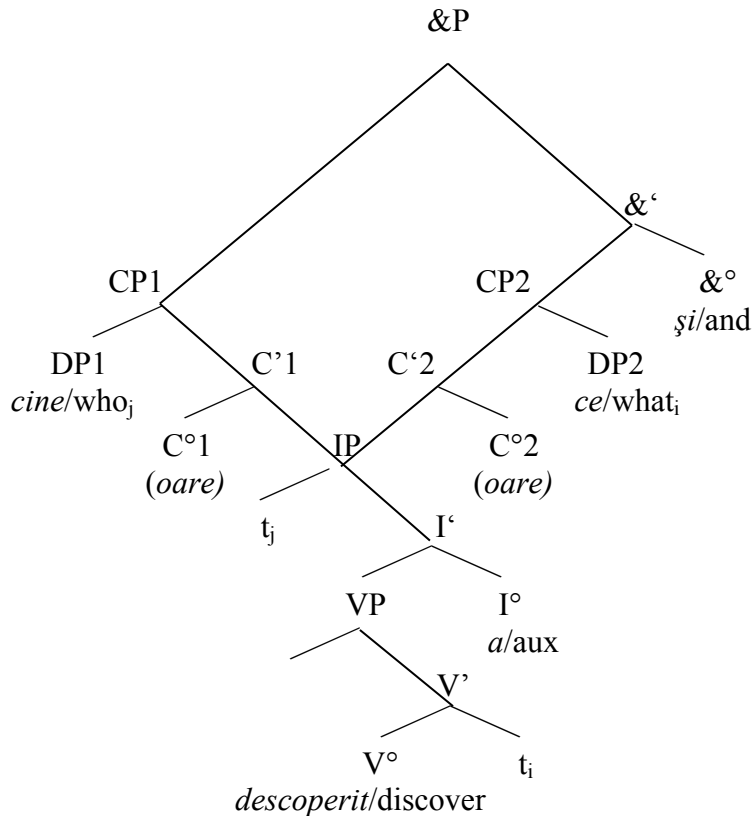 &P
&‘
CP1 CP2 &°
şi/and
DP1 C’1 C‘2 DP2
cine/whoj ce/whati
C°1 IP C°2
(oare) (oare)
tj I‘
VP I°
a/aux
V’
V° ti
descoperit/discover